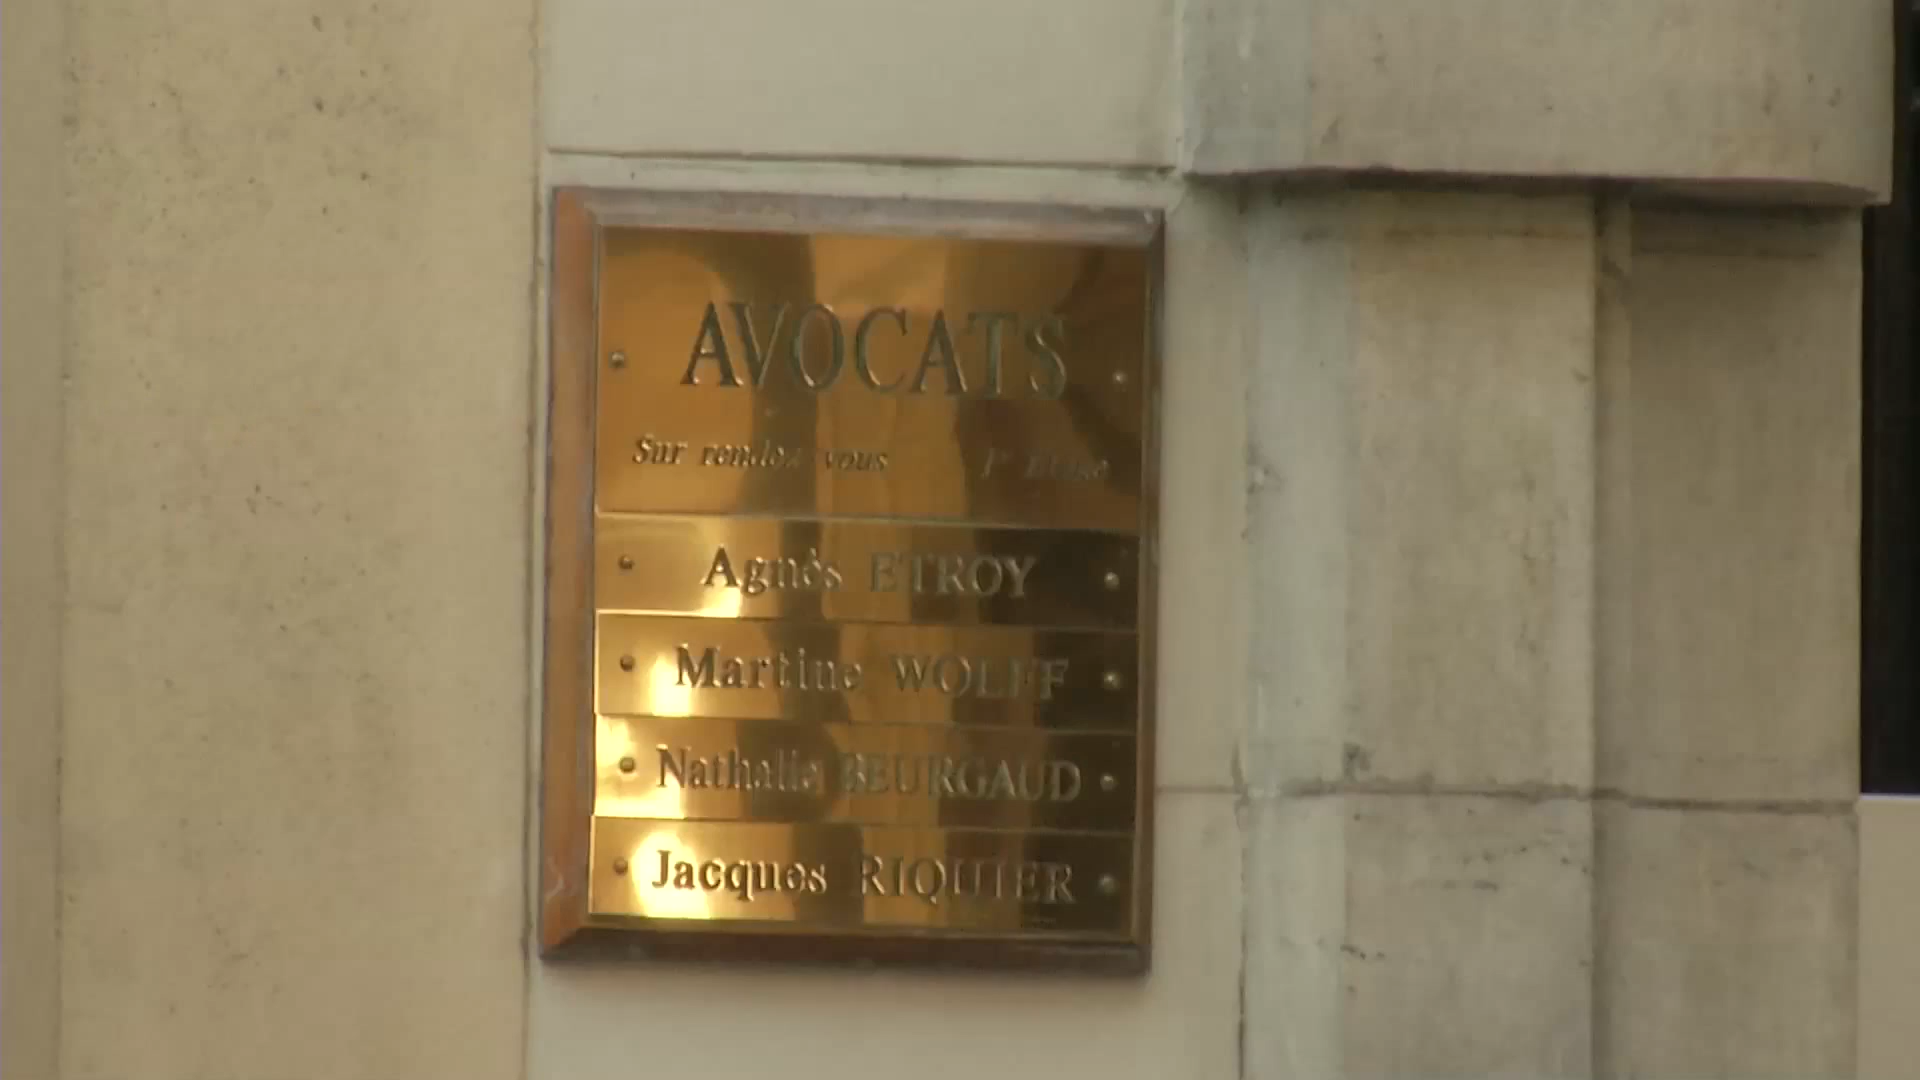 AVOCATS
Sur rendez vous
Agnès ETROY
Martine WOLFF
Nathalie BEURGAUD
Jacques RIQUIER